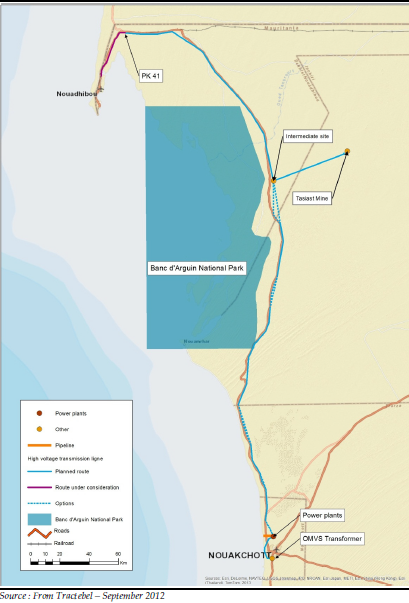 Mauritania
PK 41
Nouadhibou
Intermediate site
Tasiast Mine
Banc d'Arguin National Park
Power plants
Other
Pipeline
High voltage transmission ligne
Planned route
Route under consideration
Options
Banc d'Arguin National Park
Roads
Railroad
0 10 20 40 60
Km
Power plants
OMVS Transformer
NOUAKCHOTT
Source : From Tractebel – September 2012